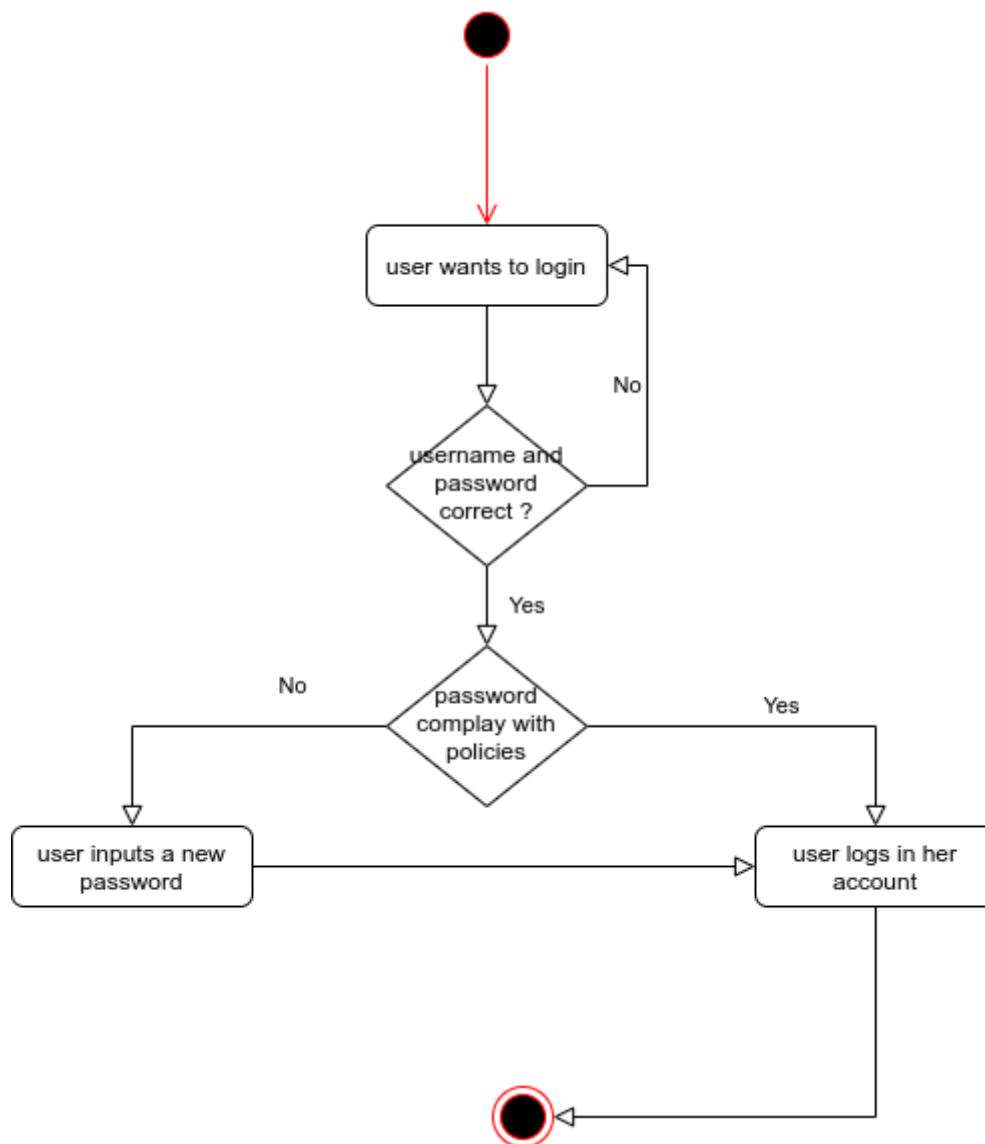 user wants to login
No
username and
password
correct ?
Yes
No
password
complay with
policies
Yes
user inputs a new
password
user logs in her
account